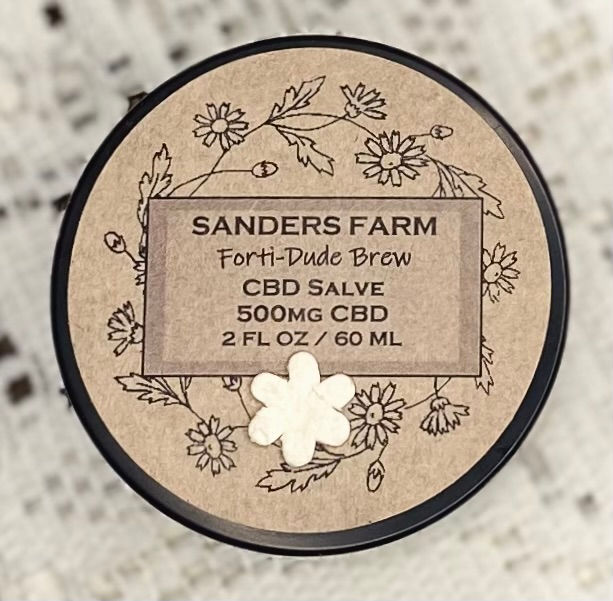 SANDERS FARM
Forti-Dude Brew
CBD SALVE
500MG CBD
2 FL OZ / 60 ML